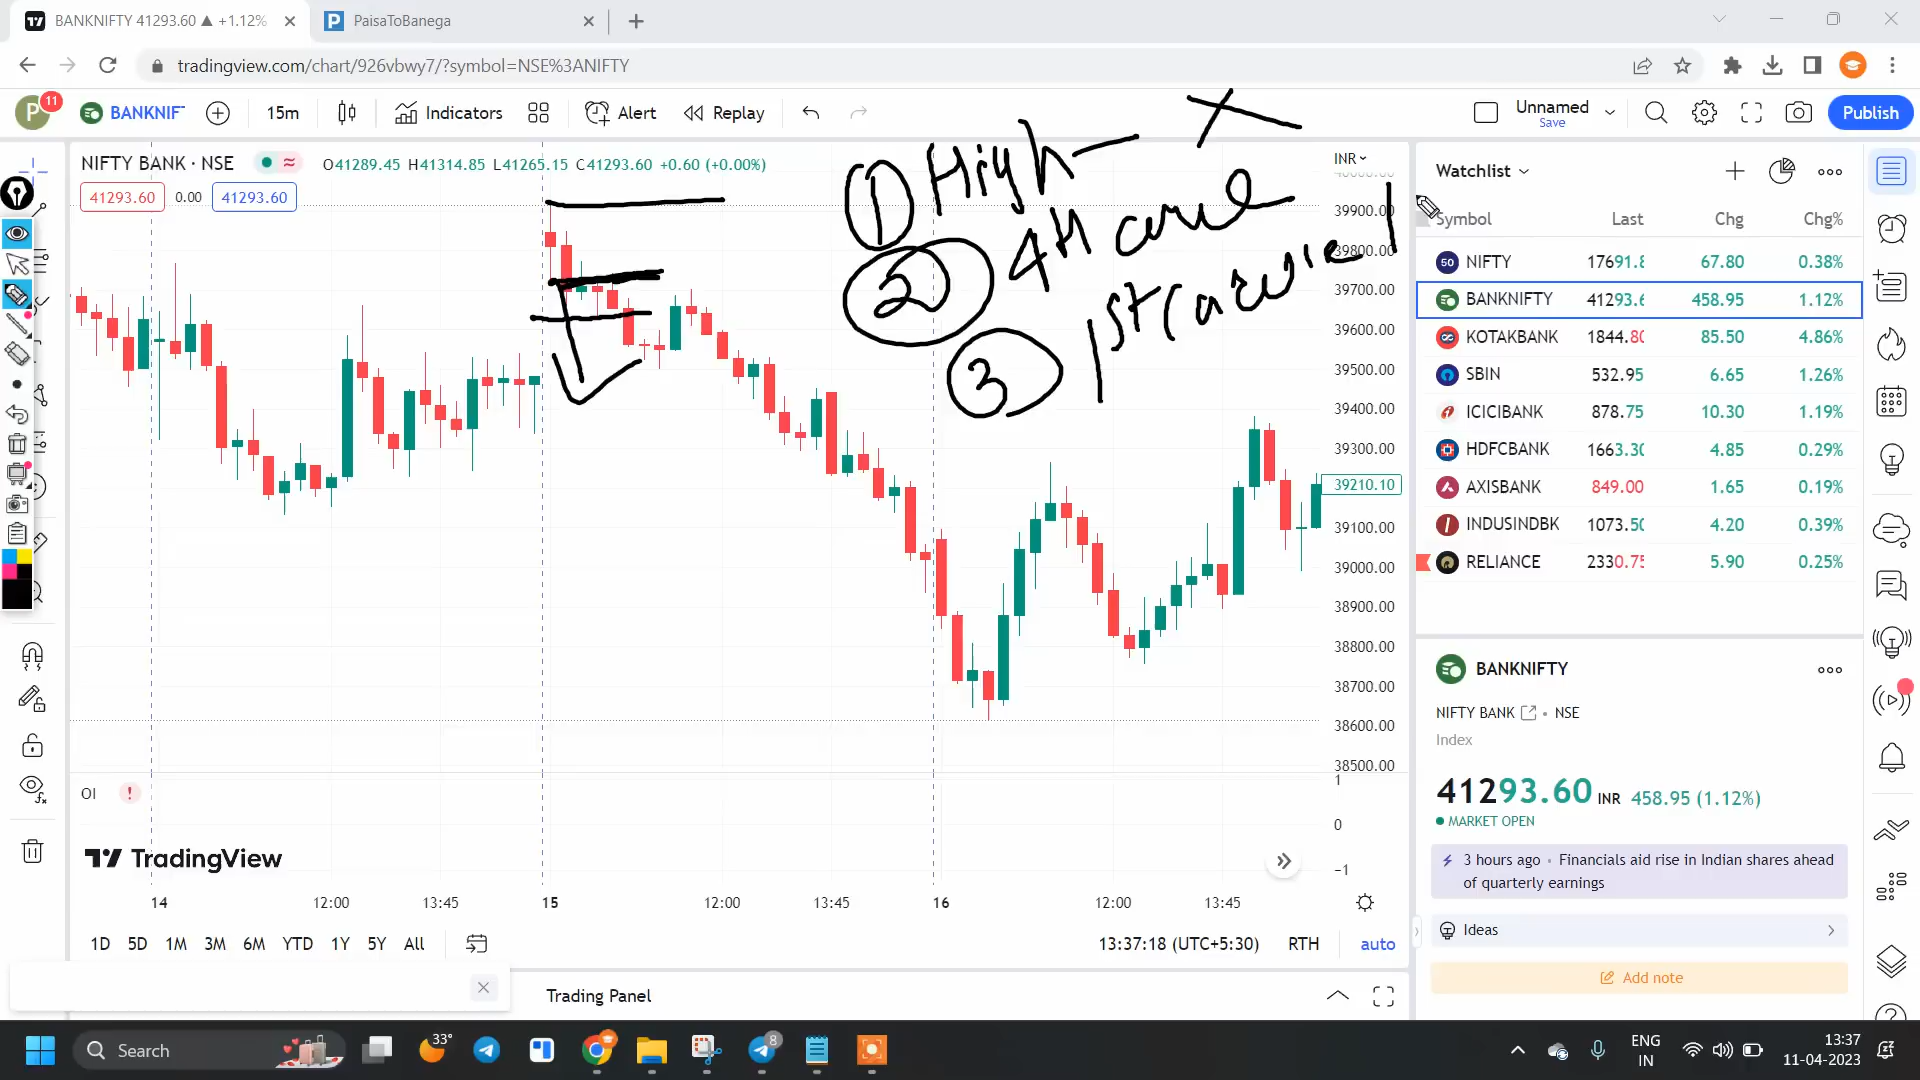 BANKNIFTY 41293.60 ▲ +1.12%
PaisaToBanega
tradingview.com/chart/926vbwy7/?symbol=NSE%3ANIFTY
P
11
BANKNIF
15m
Indicators
Alert
Replay
Unnamed
Save
Publish
NIFTY BANK · NSE
O41289.45 H41314.85 L41265.15 C41293.60 +0.60 (+0.00%)
41293.60
0.00
41293.60
INR
39900.00
39800.00
39700.00
39600.00
39500.00
39400.00
39300.00
39210.10
39100.00
39000.00
38900.00
38800.00
38700.00
38600.00
38500.00
1 High
2 4H
3 1st
OI
1
0
−1
TradingView
14 12:00 13:45 15 12:00 13:45 16 12:00 13:45
1D 5D 1M 3M 6M YTD 1Y 5Y All
13:37:18 (UTC+5:30) RTH auto
Trading Panel
Watchlist
Symbol Last Chg Chg%
50 NIFTY 17691.8 67.80 0.38%
BANKNIFTY 41293.6 458.95 1.12%
KOTAKBANK 1844.80 85.50 4.86%
SBIN 532.95 6.65 1.26%
ICICIBANK 878.75 10.30 1.19%
HDFCBANK 1663.30 4.85 0.29%
AXISBANK 849.00 1.65 0.19%
INDUSINDBK 1073.50 4.20 0.39%
RELIANCE 2330.75 5.90 0.25%
BANKNIFTY
NIFTY BANK • NSE
Index
41293.60 INR 458.95 (1.12%)
MARKET OPEN
3 hours ago • Financials aid rise in Indian shares ahead
of quarterly earnings
Ideas
Add note
Search
33°
8
ENG
IN
13:37
11-04-2023